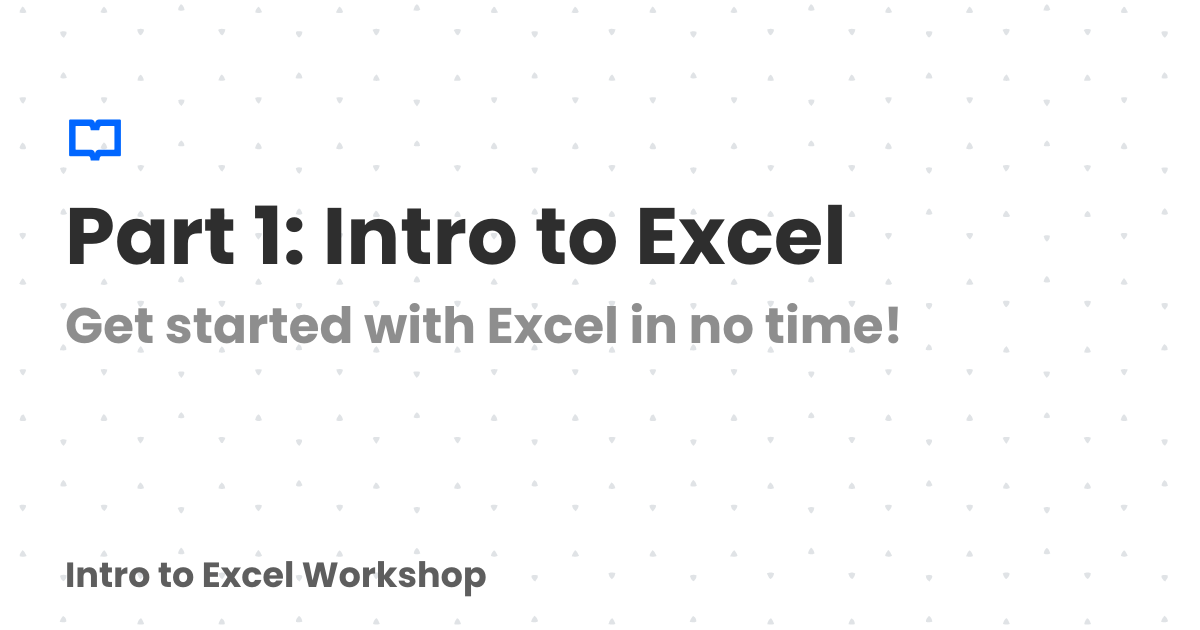 Part 1: Intro to Excel
Get started with Excel in no time!
Intro to Excel Workshop